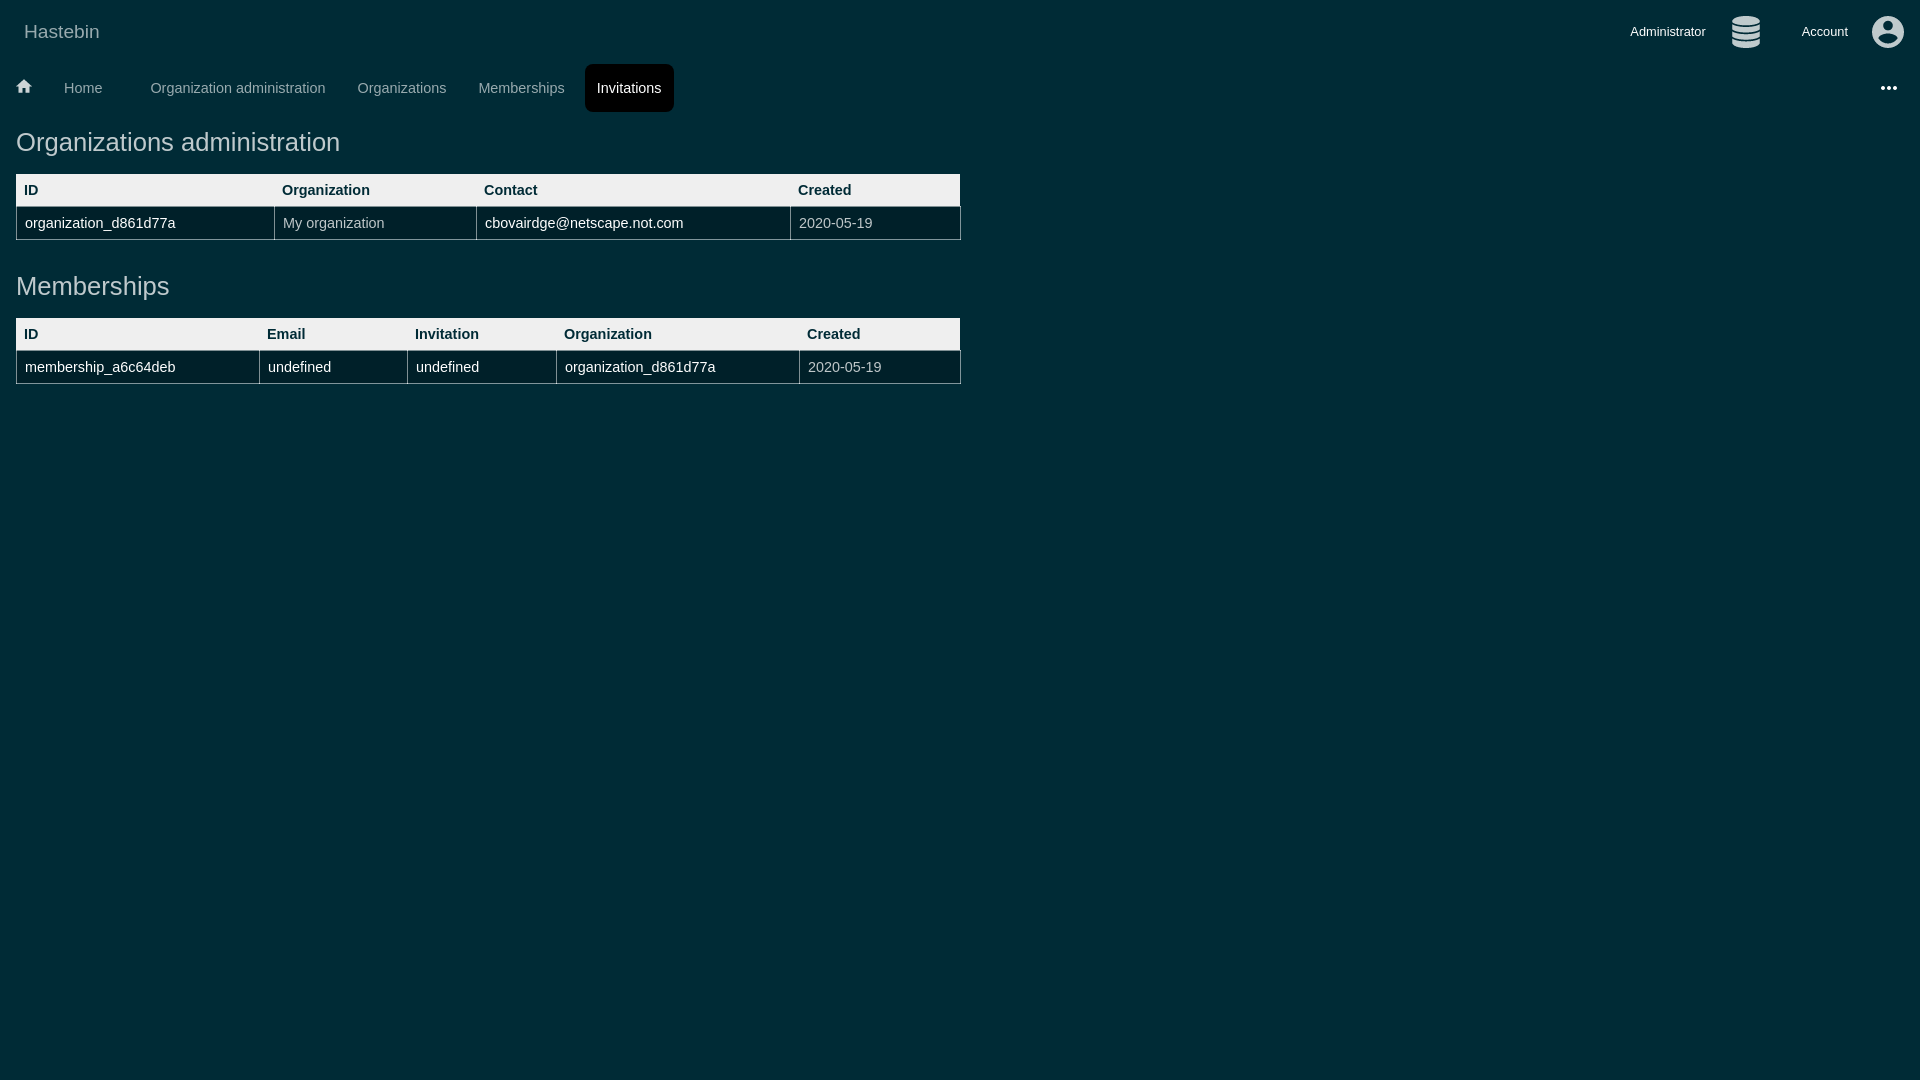 Hastebin
Administrator
Account
Home
Organization administration
Organizations
Memberships
Invitations
Organizations administration
ID Organization Contact Created
organization_d861d77a My organization cbovairdge@netscape.not.com 2020-05-19
Memberships
ID Email Invitation Organization Created
membership_a6c64deb undefined undefined organization_d861d77a 2020-05-19